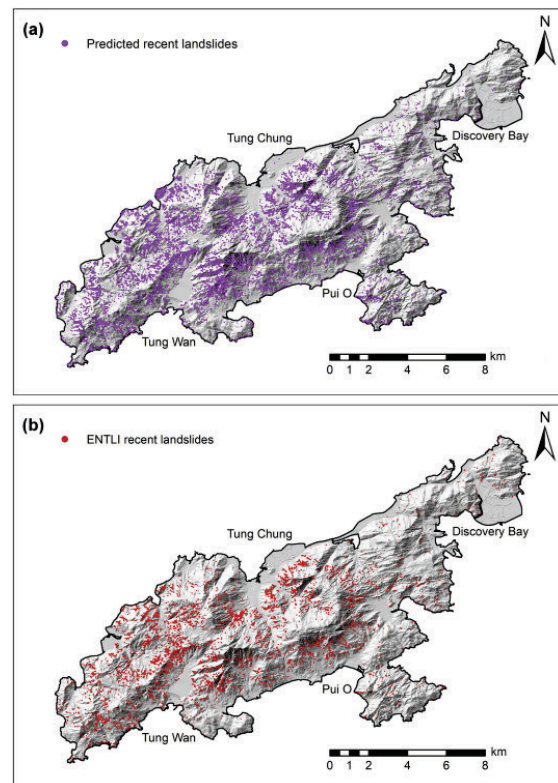 (a)
Predicted recent landslides
N
Tung Chung
Discovery Bay
Pui O
Tung Wan
km
0 1 2 4 6 8
(b)
ENTLI recent landslides
N
Tung Chung
Discovery Bay
Pui O
Tung Wan
km
0 1 2 4 6 8